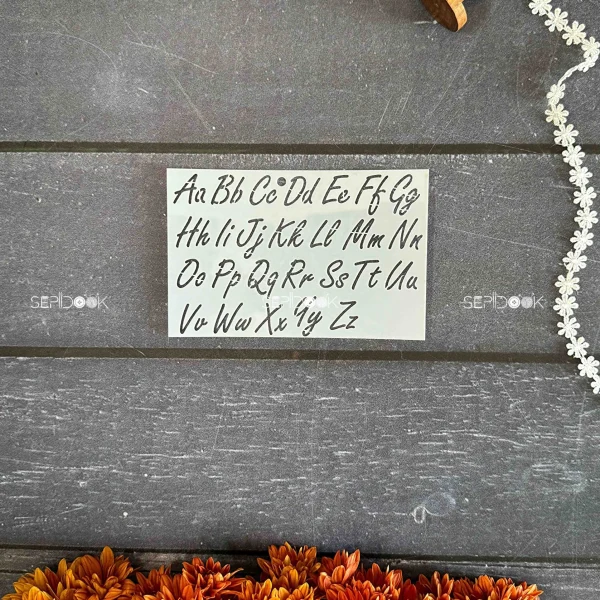 Aa Bb Cc Dd Ee Ff Gg
Hh Ii Jj Kk Ll Mm Nn
Oo Pp Qq Rr Ss Tt Uu
Vv Ww Xx Yy Zz
SEPIDOOK SEPIDOOK SEPIDOOK